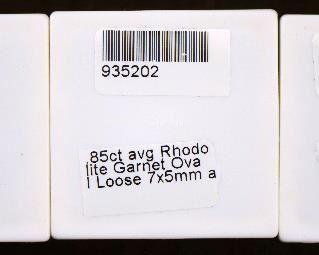 935202
.85ct avg Rhodo
lite Garnet Ova
l Loose 7x5mm a